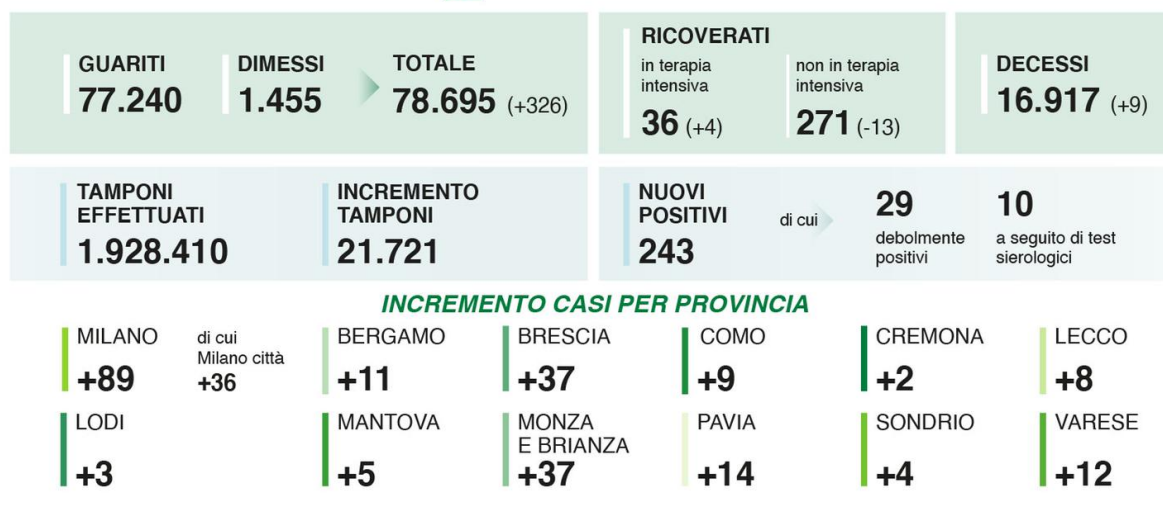 GUARITI
77.240
DIMESSI
1.455
TOTALE
78.695 (+326)
RICOVERATI
in terapia
intensiva
36 (+4)
non in terapia
intensiva
271 (-13)
DECESSI
16.917 (+9)
TAMPONI
EFFETTUATI
1.928.410
INCREMENTO
TAMPONI
21.721
NUOVI
POSITIVI
243
di cui
29
debolmente
positivi
10
a seguito di test
sierologici
INCREMENTO CASI PER PROVINCIA
MILANO
+89
di cui
Milano città
+36
BERGAMO
+11
BRESCIA
+37
COMO
+9
CREMONA
+2
LECCO
+8
LODI
+3
MANTOVA
+5
MONZA
E BRIANZA
+37
PAVIA
+14
SONDRIO
+4
VARESE
+12